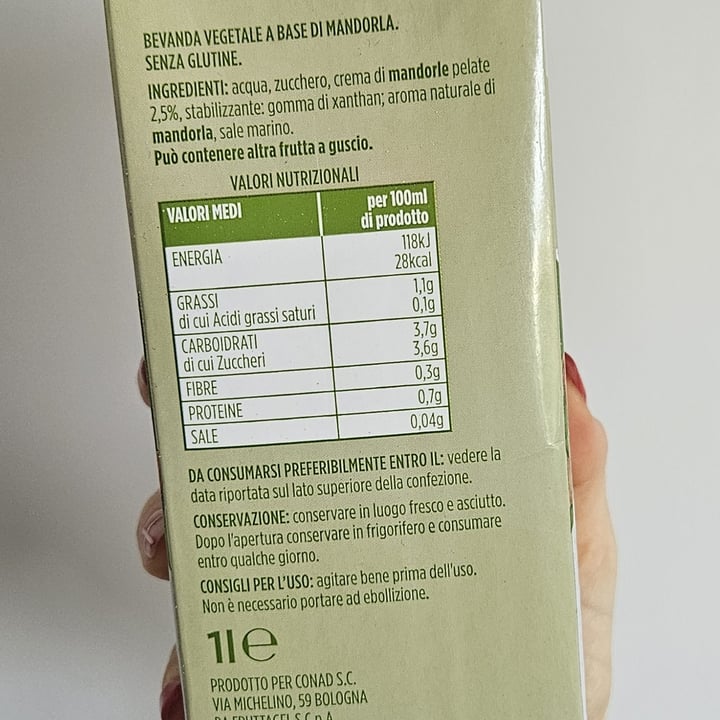 BEVANDA VEGETALE A BASE DI MANDORLA.
SENZA GLUTINE.
INGREDIENTI: acqua, zucchero, crema di mandorle pelate
2,5%, stabilizzante: gomma di xanthan; aroma naturale di
mandorla, sale marino.
Può contenere altra frutta a guscio.
VALORI NUTRIZIONALI
VALORI MEDI per 100ml
di prodotto
ENERGIA 118kJ
28kcal
GRASSI 1,1g
di cui Acidi grassi saturi 0,1g
CARBOIDRATI 3,7g
di cui Zuccheri 3,6g
FIBRE 0,3g
PROTEINE 0,7g
SALE 0,04g
DA CONSUMARSI PREFERIBILMENTE ENTRO IL: vedere la
data riportata sul lato superiore della confezione.
CONSERVAZIONE: conservare in luogo fresco e asciutto.
Dopo l'apertura conservare in frigorifero e consumare
entro qualche giorno.
CONSIGLI PER L'USO: agitare bene prima dell'uso.
Non è necessario portare ad ebollizione.
1l e
PRODOTTO PER CONAD S.C.
VIA MICHELINO, 59 BOLOGNA
DA FRUTTAGEL S.C.p.A.